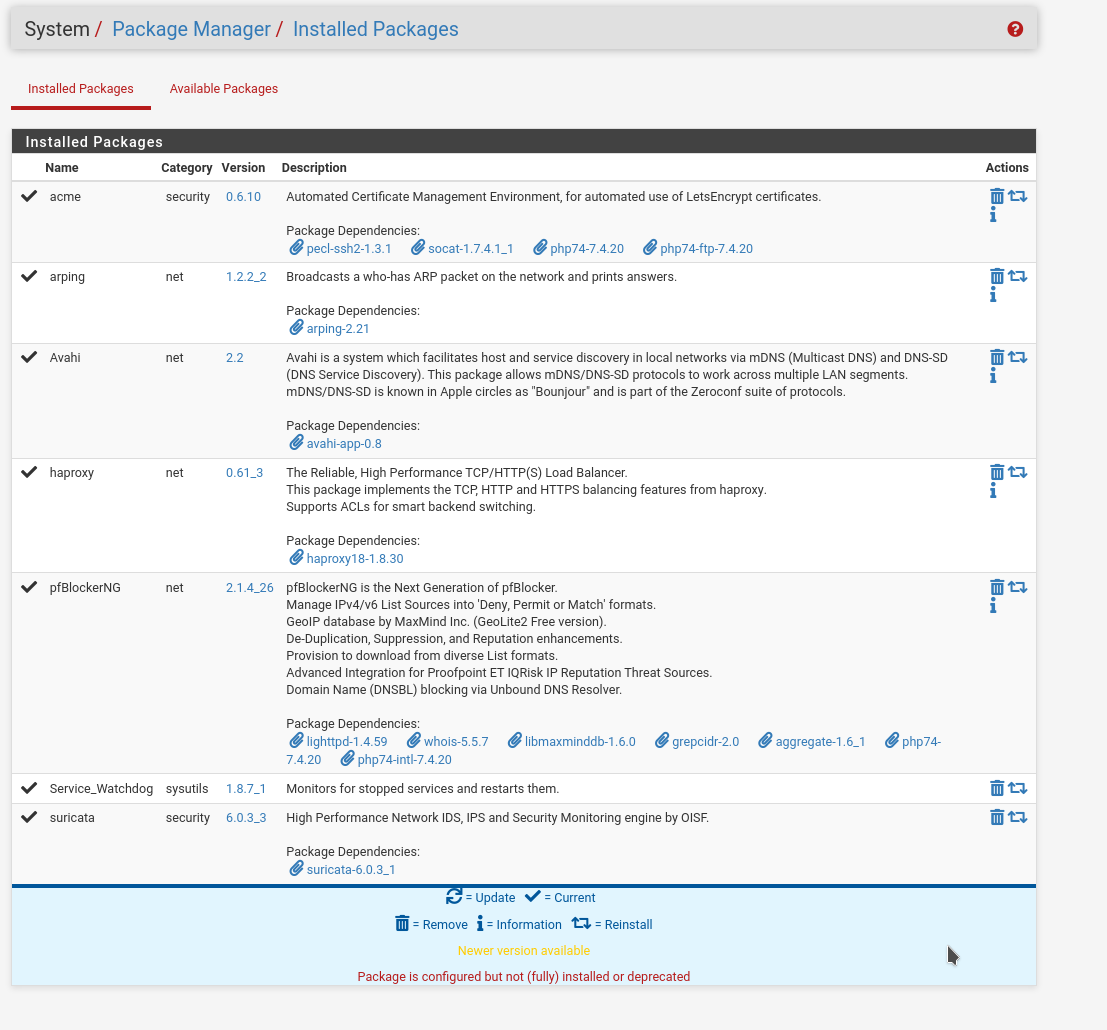 System / Package Manager / Installed Packages
Installed Packages Available Packages
Installed Packages
Name Category Version Description Actions
acme security 0.6.10 Automated Certificate Management Environment, for automated use of LetsEncrypt certificates.
Package Dependencies:
pecl-ssh2-1.3.1 socat-1.7.4.1_1 php74-7.4.20 php74-ftp-7.4.20
arping net 1.2.2_2 Broadcasts a who-has ARP packet on the network and prints answers.
Package Dependencies:
arping-2.21
Avahi net 2.2 Avahi is a system which facilitates host and service discovery in local networks via mDNS (Multicast DNS) and DNS-SD
(DNS Service Discovery). This package allows mDNS/DNS-SD protocols to work across multiple LAN segments.
mDNS/DNS-SD is known in Apple circles as "Bounjour" and is part of the Zeroconf suite of protocols.
Package Dependencies:
avahi-app-0.8
haproxy net 0.61_3 The Reliable, High Performance TCP/HTTP(S) Load Balancer.
This package implements the TCP, HTTP and HTTPS balancing features from haproxy.
Supports ACLs for smart backend switching.
Package Dependencies:
haproxy18-1.8.30
pfBlockerNG net 2.1.4_26 pfBlockerNG is the Next Generation of pfBlocker.
Manage IPv4/v6 List Sources into 'Deny, Permit or Match' formats.
GeoIP database by MaxMind Inc. (GeoLite2 Free version).
De-Duplication, Suppression, and Reputation enhancements.
Provision to download from diverse List formats.
Advanced Integration for Proofpoint ET IQRisk IP Reputation Threat Sources.
Domain Name (DNSBL) blocking via Unbound DNS Resolver.
Package Dependencies:
lighttpd-1.4.59 whois-5.5.7 libmaxminddb-1.6.0 grepcidr-2.0 aggregate-1.6_1 php74-
7.4.20 php74-intl-7.4.20
Service_Watchdog sysutils 1.8.7_1 Monitors for stopped services and restarts them.
suricata security 6.0.3_3 High Performance Network IDS, IPS and Security Monitoring engine by OISF.
Package Dependencies:
suricata-6.0.3_1
= Update = Current
= Remove = Information = Reinstall
Newer version available
Package is configured but not (fully) installed or deprecated